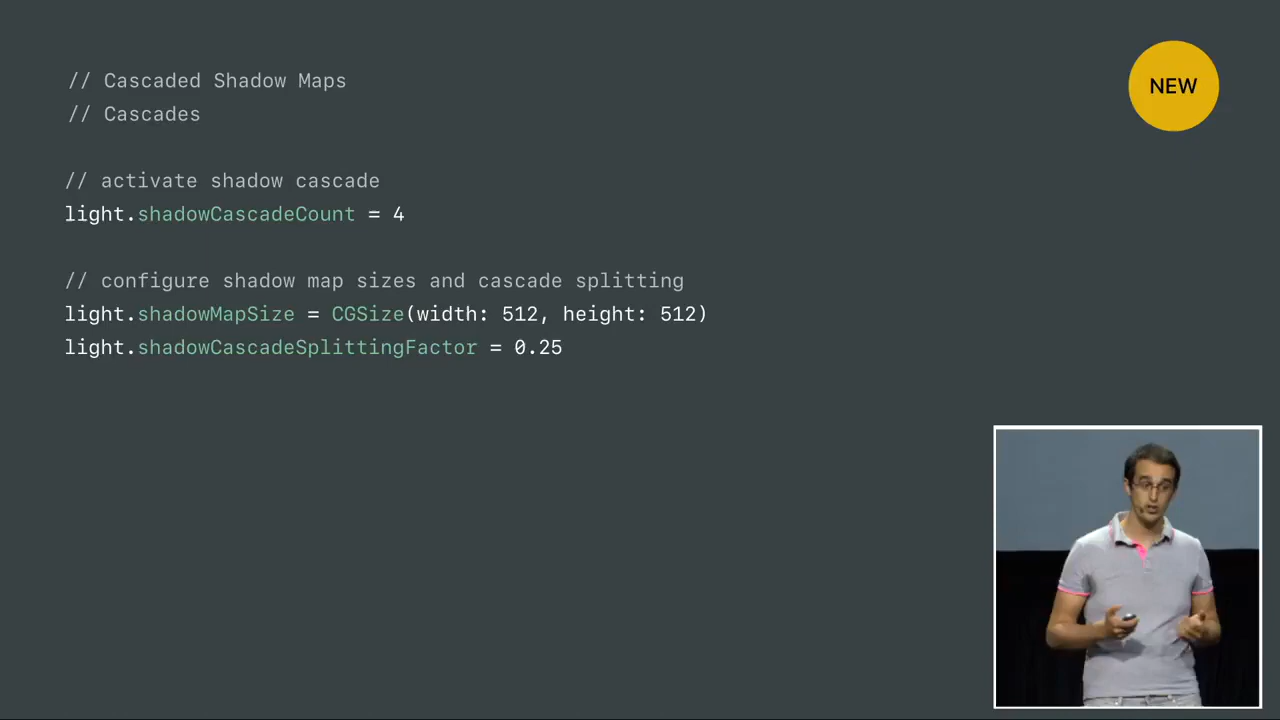 // Cascaded Shadow Maps
// Cascades
NEW
// activate shadow cascade
light.shadowCascadeCount = 4
// configure shadow map sizes and cascade splitting
light.shadowMapSize = CGSize(width: 512, height: 512)
light.shadowCascadeSplittingFactor = 0.25